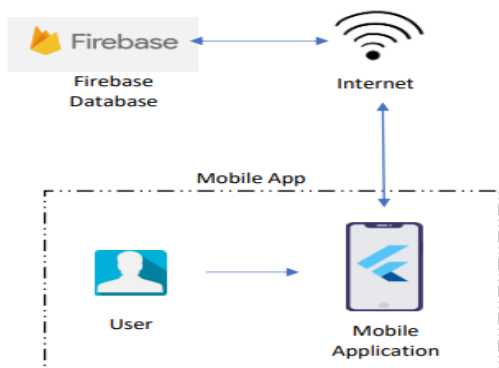 Firebase
Firebase
Database
Internet
Mobile App
User
Mobile
Application